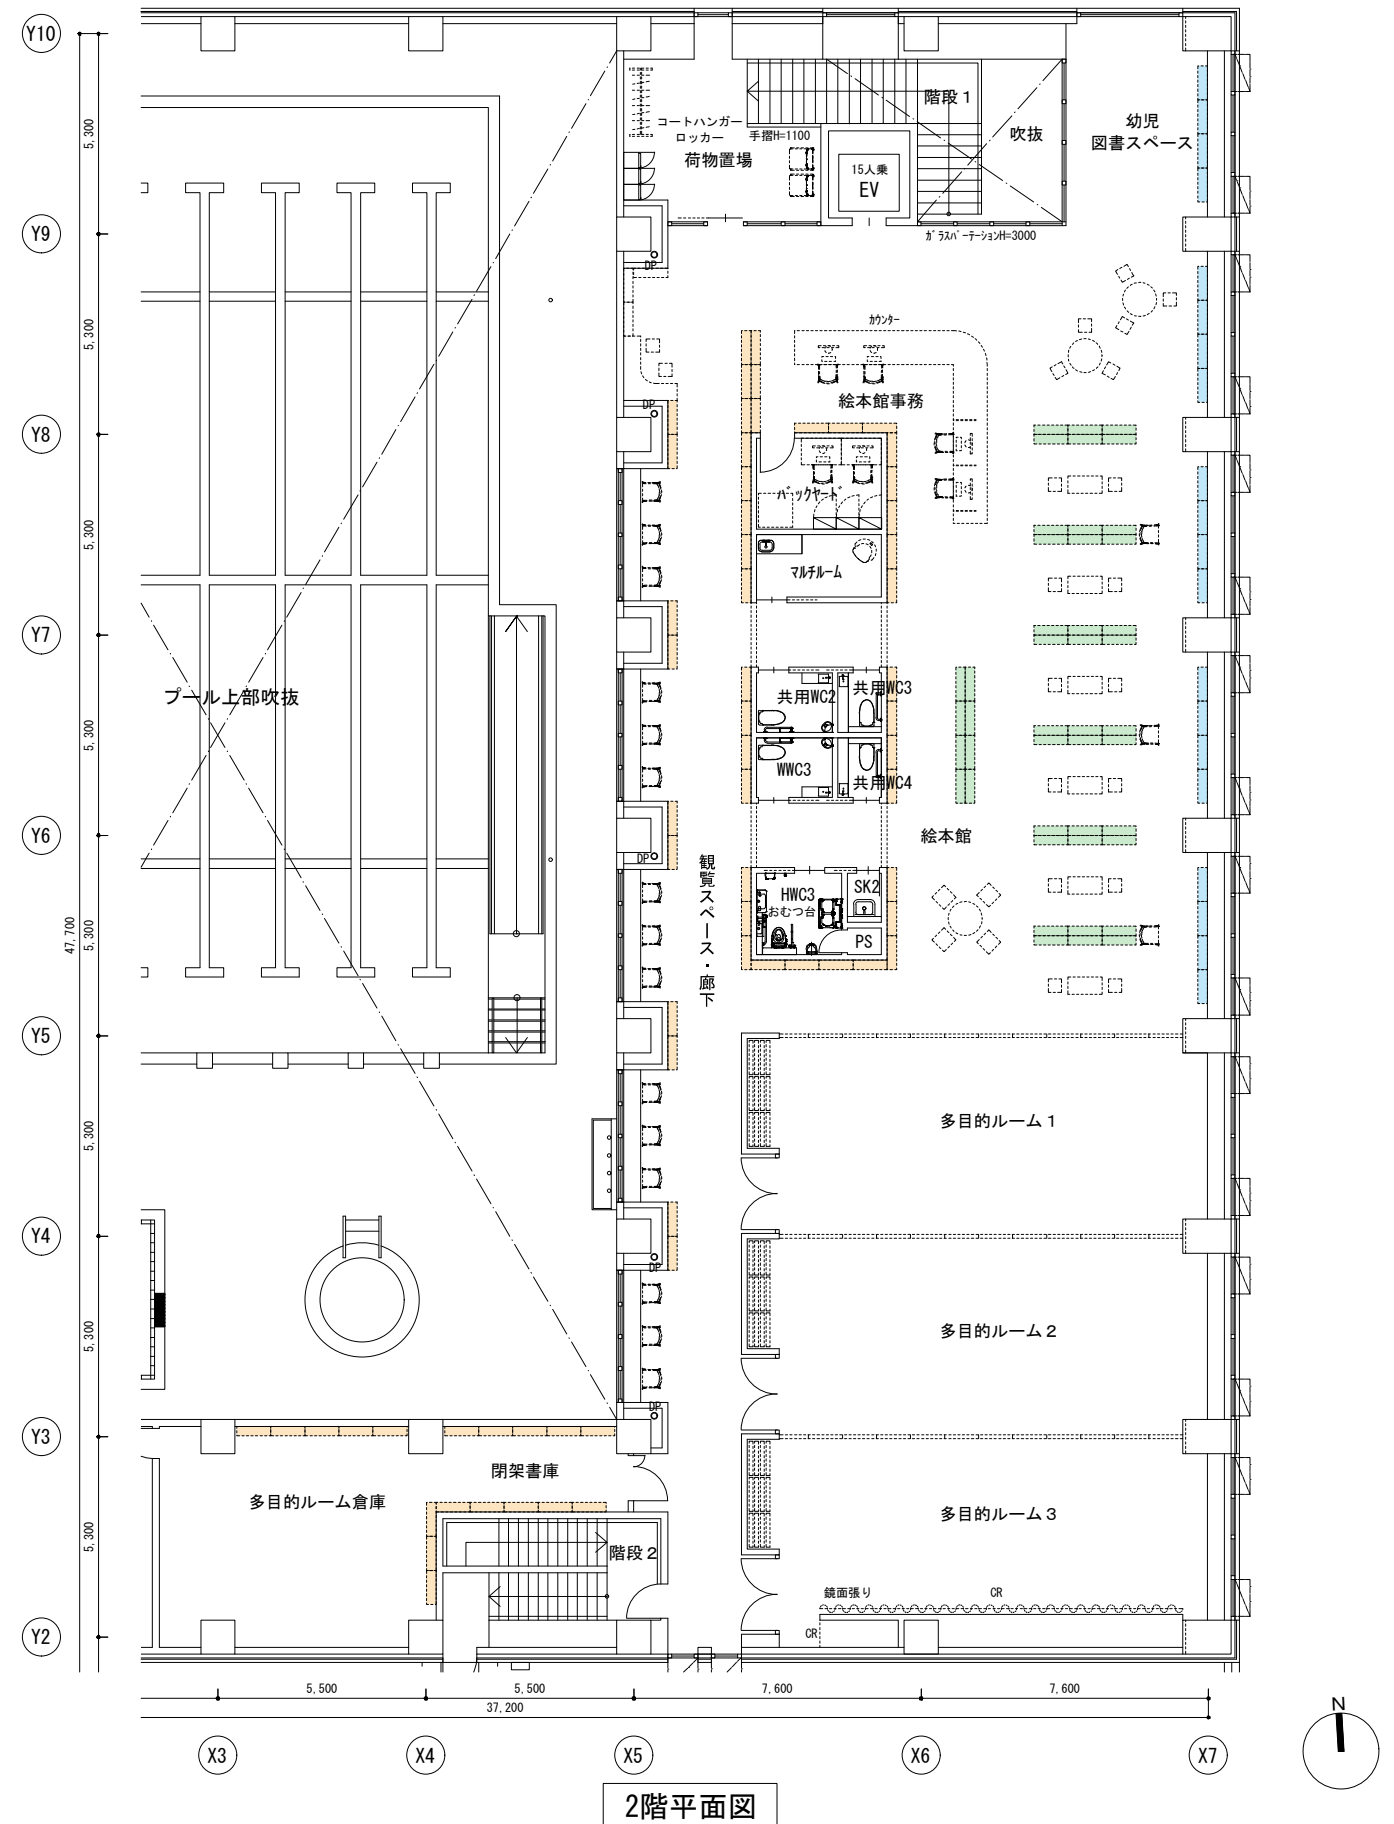 Y10
5,300
階段1
コートハンガー
ロッカー
手摺H=1100
荷物置場
吹抜
幼児
図書スペース
15人乗
EV
Y9
ガラスパーテーションH=3000
DP
5,300
カウンター
絵本館事務
DP
Y8
バックヤード
5,300
マルチルーム
Y7
プール上部吹抜
共用WC2
共用WC3
5,300
WWC3
共用WC4
Y6
DP
絵本館
観覧スペース・廊下
HWC3
SK2
おむつ台
PS
47,700
5,300
Y5
多目的ルーム1
5,300
Y4
DP
多目的ルーム2
5,300
DP
Y3
閉架書庫
多目的ルーム倉庫
多目的ルーム3
5,300
階段2
鏡面張り
CR
CR
Y2
5,500
5,500
7,600
7,600
37,200
N
X3
X4
X5
X6
X7
2階平面図